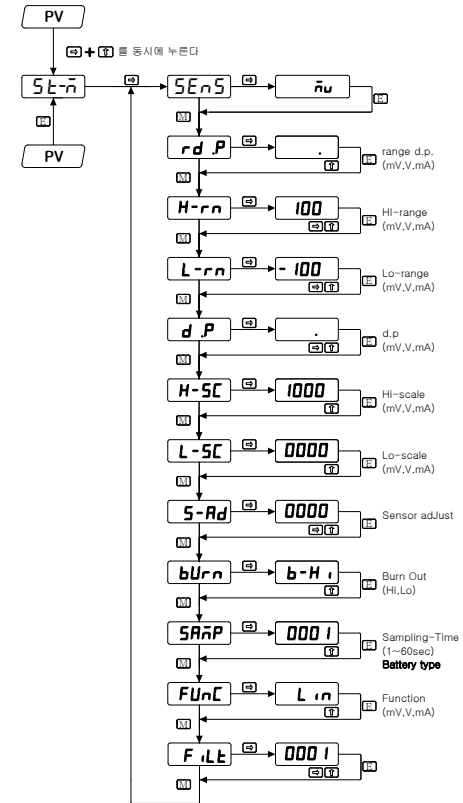 PV
⇨ + ⇧ 를 동시에 누른다
St-m̄ ⇨ SEnS ⇨ m̄u
E
E
M
PV
rd.P ⇨ .
⇧ E range d.p.
(mV,V,mA)
M
H-rn ⇨ 100
⇨ ⇧ E HI-range
(mV,V,mA)
M
L-rn ⇨ -100
⇨ ⇧ E Lo-range
(mV,V,mA)
M
d.P ⇨ .
⇨ ⇧ E d.p
(mV,V,mA)
M
H-SC ⇨ 1000
⇧ E Hi-scale
(mV,V,mA)
M
L-SC ⇨ 0000
⇧ E Lo-scale
(mV,V,mA)
M
S-Ad ⇨ 0000
⇨ ⇧ E Sensor adJust
M
bUrn ⇨ b-Hi
⇧ E Burn Out
(Hi,Lo)
M
SAm̄P ⇨ 0001
⇧ E Sampling-Time
(1~60sec)
Battery type
M
FUnC ⇨ Lin
⇧ E Function
(mV,V,mA)
M
FiLt ⇨ 0001
⇨ ⇧ E
M